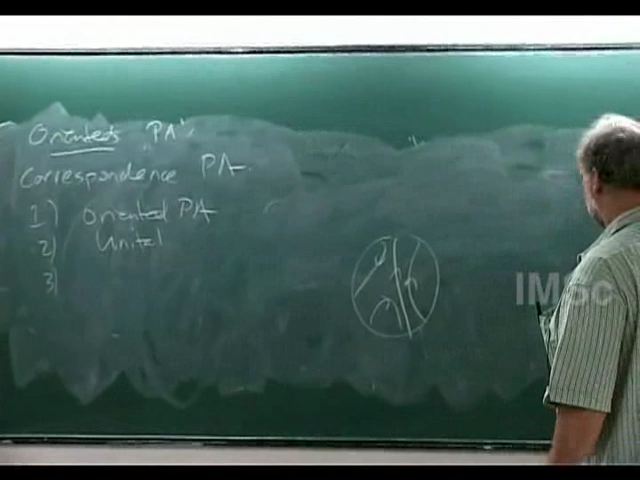 Oriented "PA".
Correspondence PA.
1) oriented PA
2) Unital
3)
IMSc